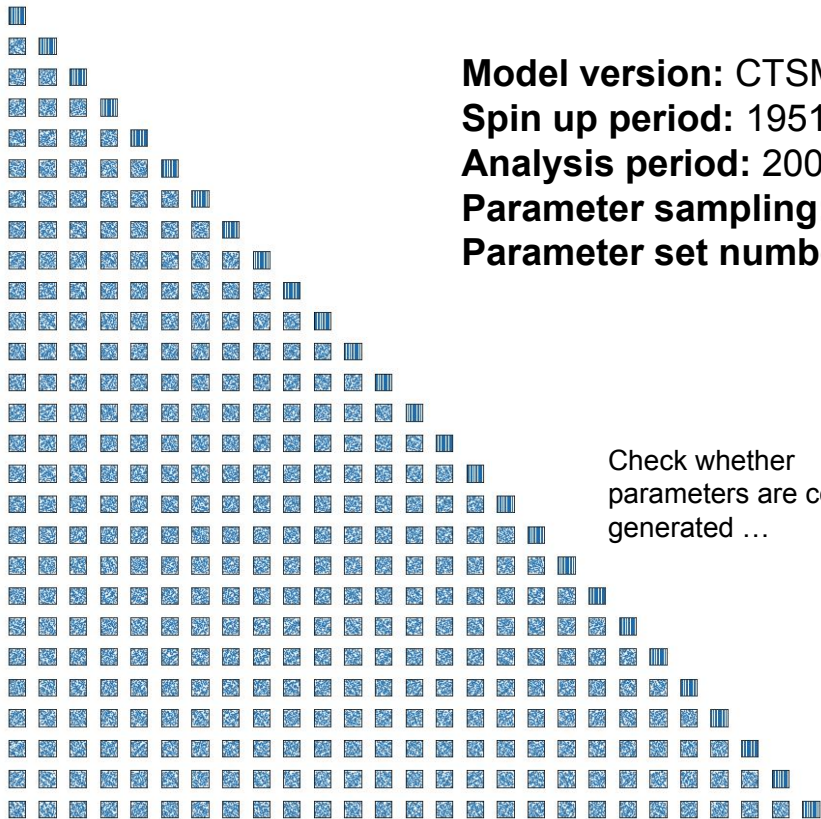 Model version: CTSM
Spin up period: 1951
Analysis period: 200
Parameter sampling
Parameter set numb
Check whether
parameters are co
generated …